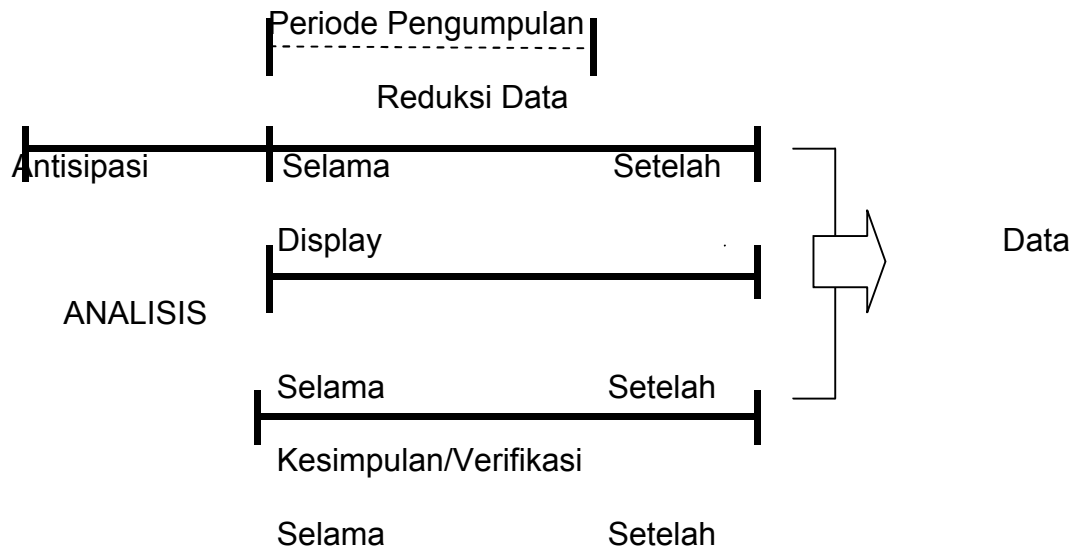 Periode Pengumpulan
Reduksi Data
Antisipasi Selama Setelah
Display Data
ANALISIS
Selama Setelah
Kesimpulan/Verifikasi
Selama Setelah